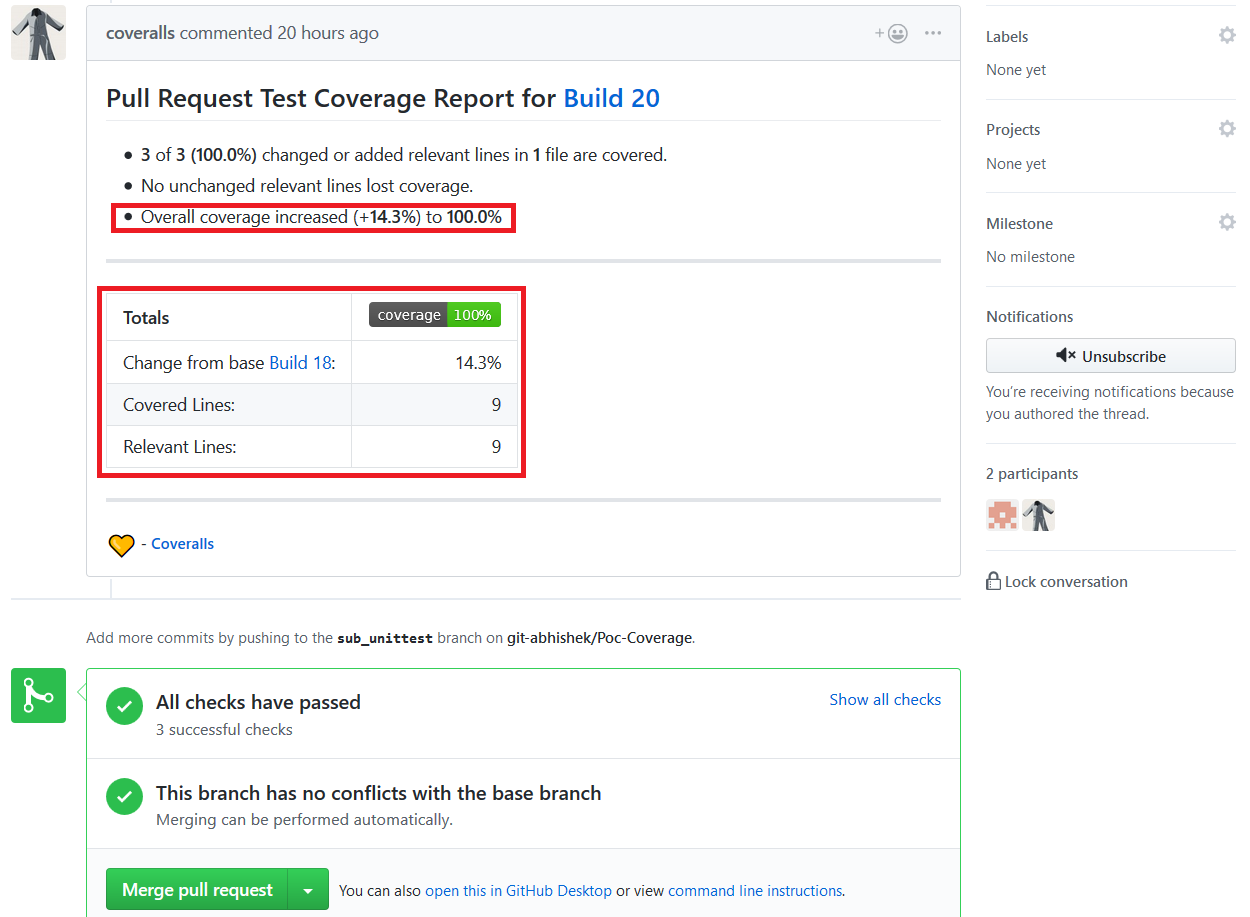 coveralls commented 20 hours ago
Pull Request Test Coverage Report for Build 20
• 3 of 3 (100.0%) changed or added relevant lines in 1 file are covered.
• No unchanged relevant lines lost coverage.
• Overall coverage increased (+14.3%) to 100.0%
Totals coverage 100%
Change from base Build 18: 14.3%
Covered Lines: 9
Relevant Lines: 9
- Coveralls
Add more commits by pushing to the sub_unittest branch on git-abhishek/Poc-Coverage.
All checks have passed
Show all checks
3 successful checks
This branch has no conflicts with the base branch
Merging can be performed automatically.
Merge pull request
You can also open this in GitHub Desktop or view command line instructions.
Labels
None yet
Projects
None yet
Milestone
No milestone
Notifications
Unsubscribe
You’re receiving notifications because
you authored the thread.
2 participants
Lock conversation